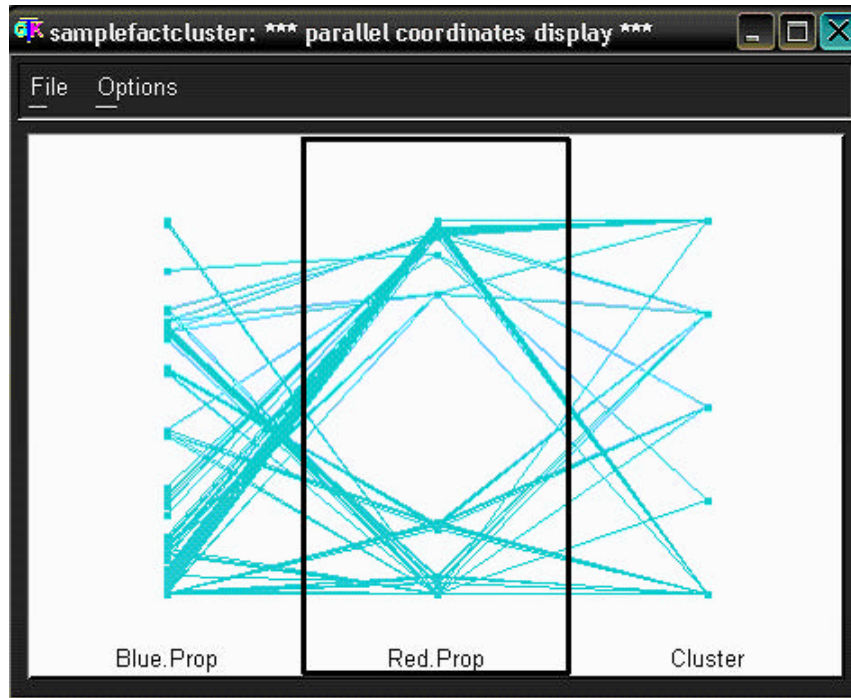 samplefactcluster: *** parallel coordinates display ***
File Options
Blue.Prop Red.Prop Cluster